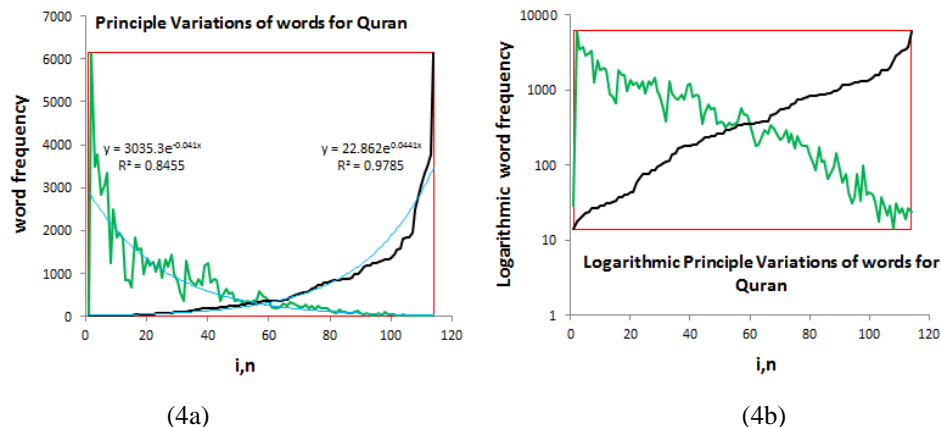 Principle Variations of words for Quran
7000
6000
5000
4000
3000
2000
1000
0
word frequency
y = 3035.3e^-0.041x
R² = 0.8455
y = 22.862e^0.0441x
R² = 0.9785
0 20 40 60 80 100 120
i,n
(4a)
10000
1000
100
10
1
Logarithmic word frequency
Logarithmic Principle Variations of words for
Quran
0 20 40 60 80 100 120
i,n
(4b)